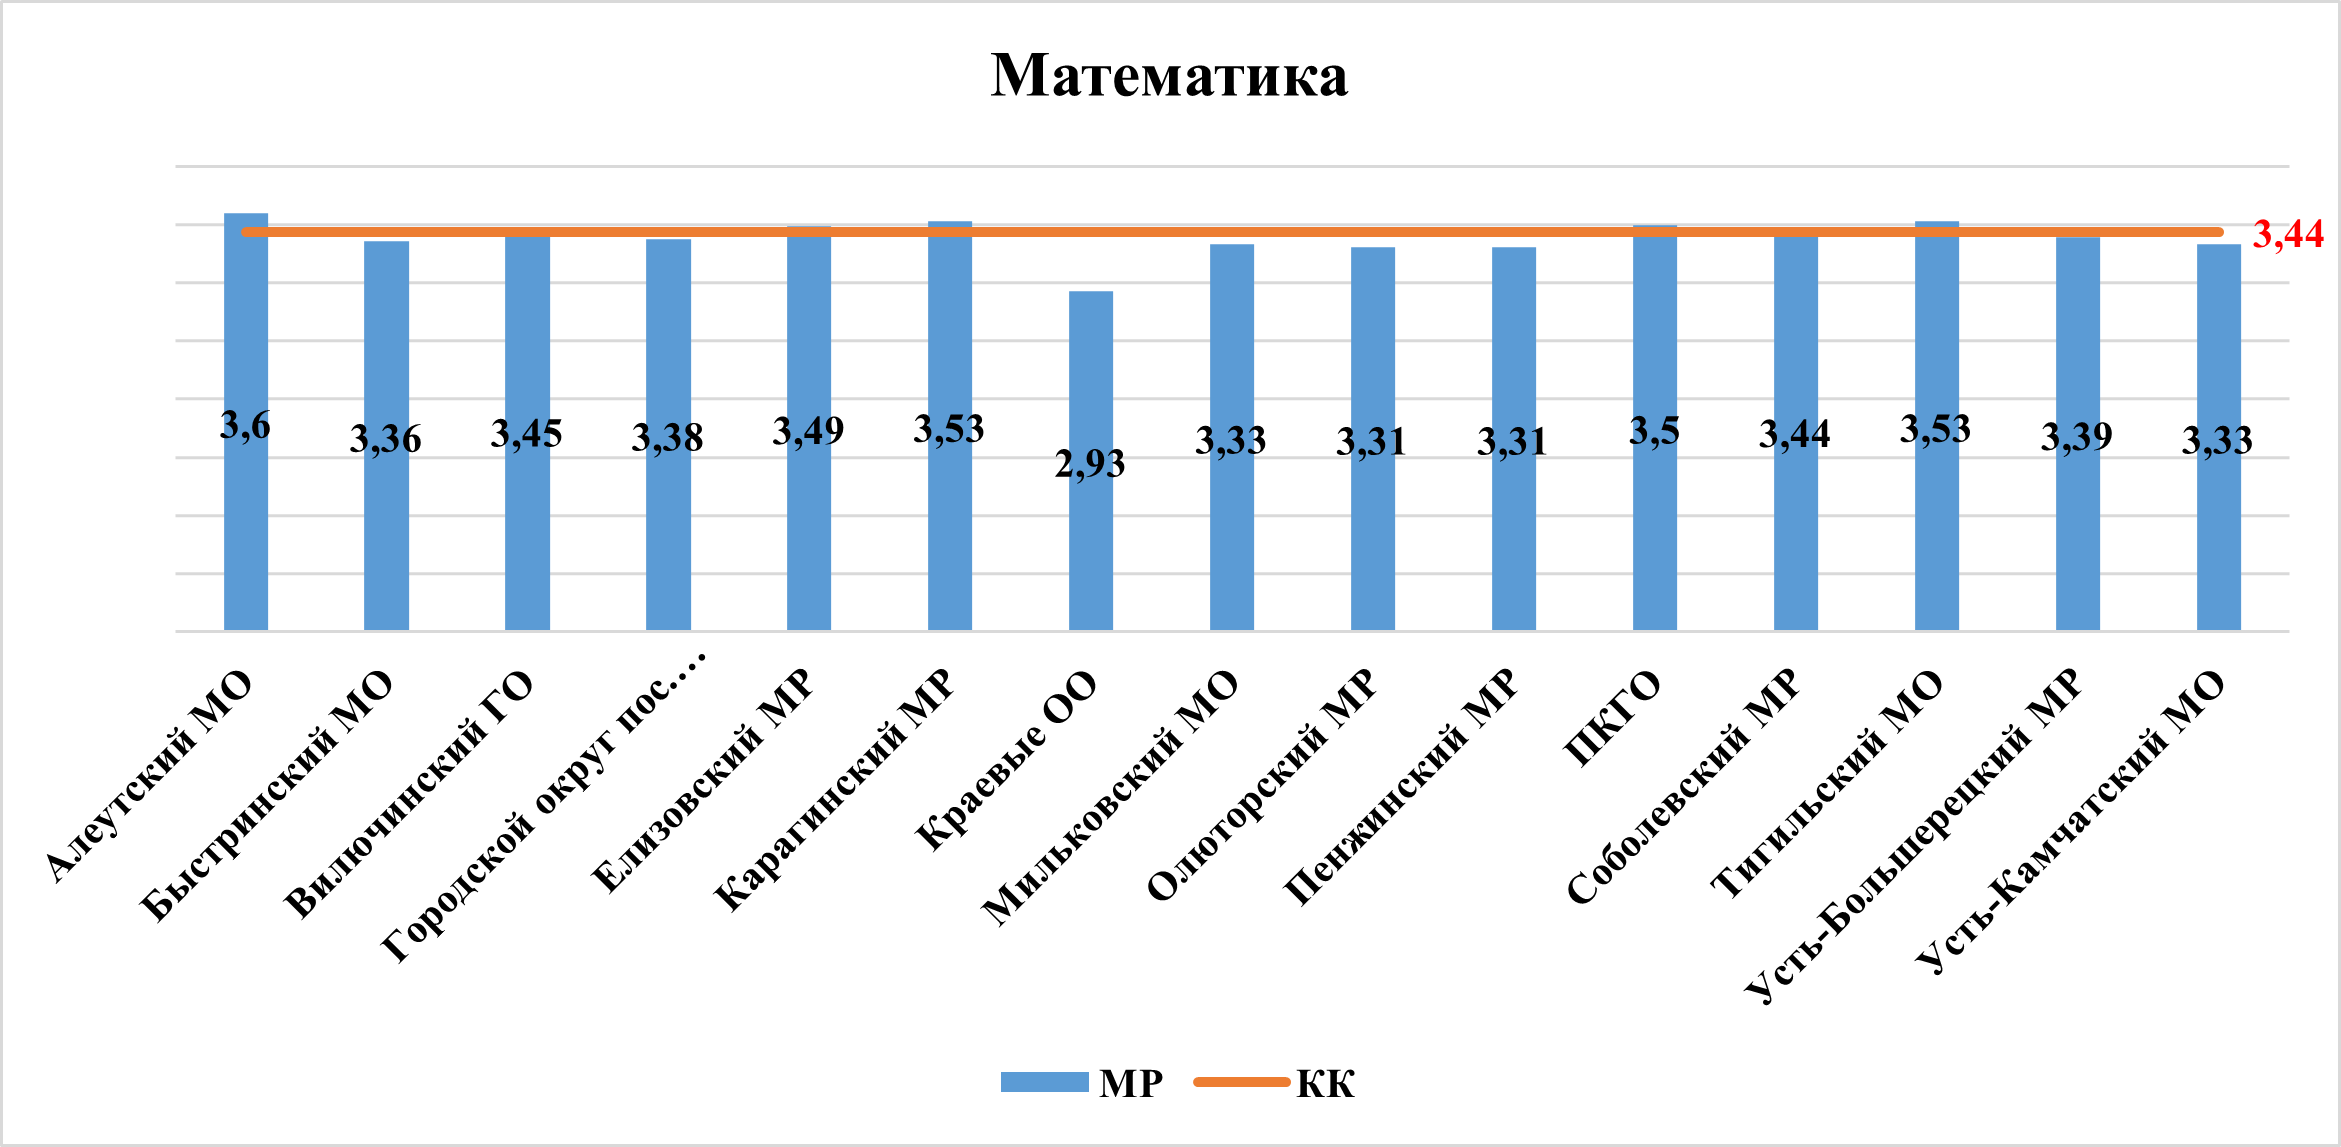 Математика
3,44
3,6
3,36
3,45
3,38
3,49
3,53
2,93
3,33
3,31
3,31
3,5
3,44
3,53
3,39
3,33
Алеутский МО
Быстринский МО
Вилючинский ГО
Городской округ пос.…
Елизовский МР
Карагинский МР
Краевые ОО
Мильковский МО
Олюторский МР
Пенжинский МР
ПКГО
Соболевский МР
Тигильский МО
Усть-Большерецкий МР
Усть-Камчатский МО
МР
КК